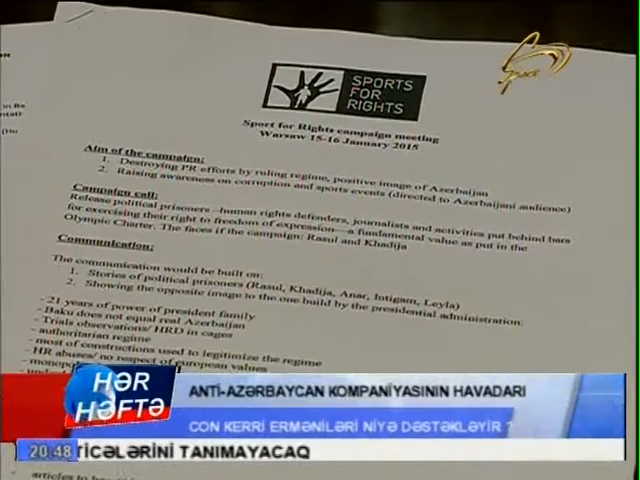 Space
SPORTS
FOR
RIGHTS
Sport for Rights campaign meeting
Warsaw 15-16 January 2015
in Ba
(Hu
Aim of the campaign:
1. Destroying PR efforts by ruling regime, positive image of Azerbaijan
2. Raising awareness on corruption and sports events (directed to Azerbaijani audience)
Campaign call:
Release political prisoners –human rights defenders, journalists and activities put behind bars
for exercising their right to freedom of expression—a fundamental value as put in the
Olympic Charter. The faces if the campaign: Rasul and Khadija
Communication:
The communication would be built on:
1. Stories of political prisoners (Rasul, Khadija, Anar, Intigam, Leyla)
2. Showing the opposite image to the one build by the presidential administration:
- 21 years of power of president family
- Baku does not equal real Azerbaijan
- Trials observations/ HRD in cages
- authoritarian regime
- most of constructions used to legitimize the regime
- HR abuses/ no respect of european values
HƏR
HƏFTƏ
ANTİ-AZƏRBAYCAN KOMPANİYASININ HAVADARI
CON KERRİ ERMƏNİLƏRİ NİYƏ DƏSTƏKLƏYİR ?
20:48 TİCƏLƏRİNİ TANIMAYACAQ
articles to